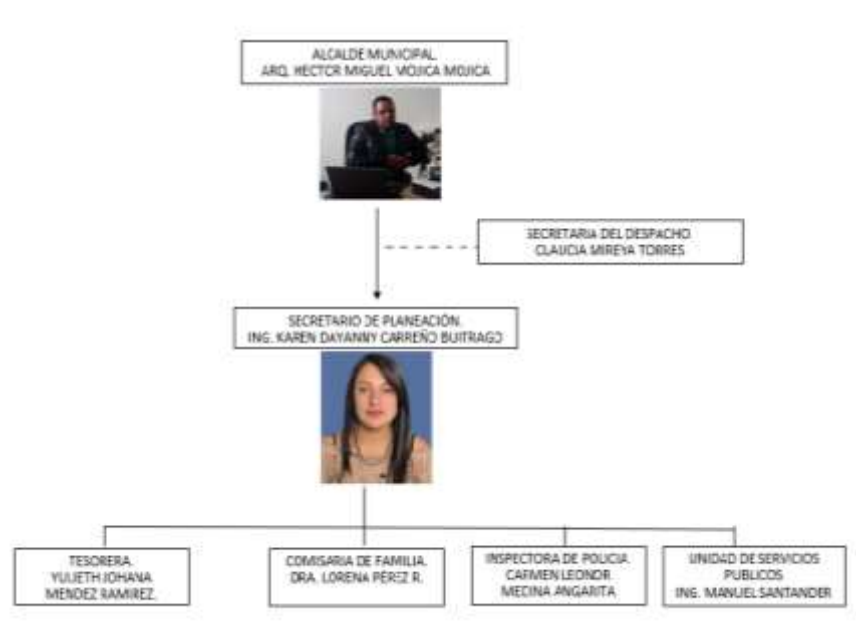 ALCALDE MUNICIPAL.
ARQ. HECTOR MIGUEL MOJICA MOJICA
SECRETARIA DEL DESPACHO
CLAUCIA MIREYA TORRES
SECRETARIO DE PLANEACIÓN.
ING. KAREN DAYANNY CARREÑO BUITRAGO
TESORERA.
YULIETH JOHANA
MENDEZ RAMIREZ.
COMISARIA DE FAMILIA.
DRA. LORENA PÉREZ R.
INSPECTORA DE POLICIA.
CARMEN LEONOR
MECINA ANGARITA
UNIDAD DE SERVICIOS
PUBLICOS
ING. MANUEL SANTANDER